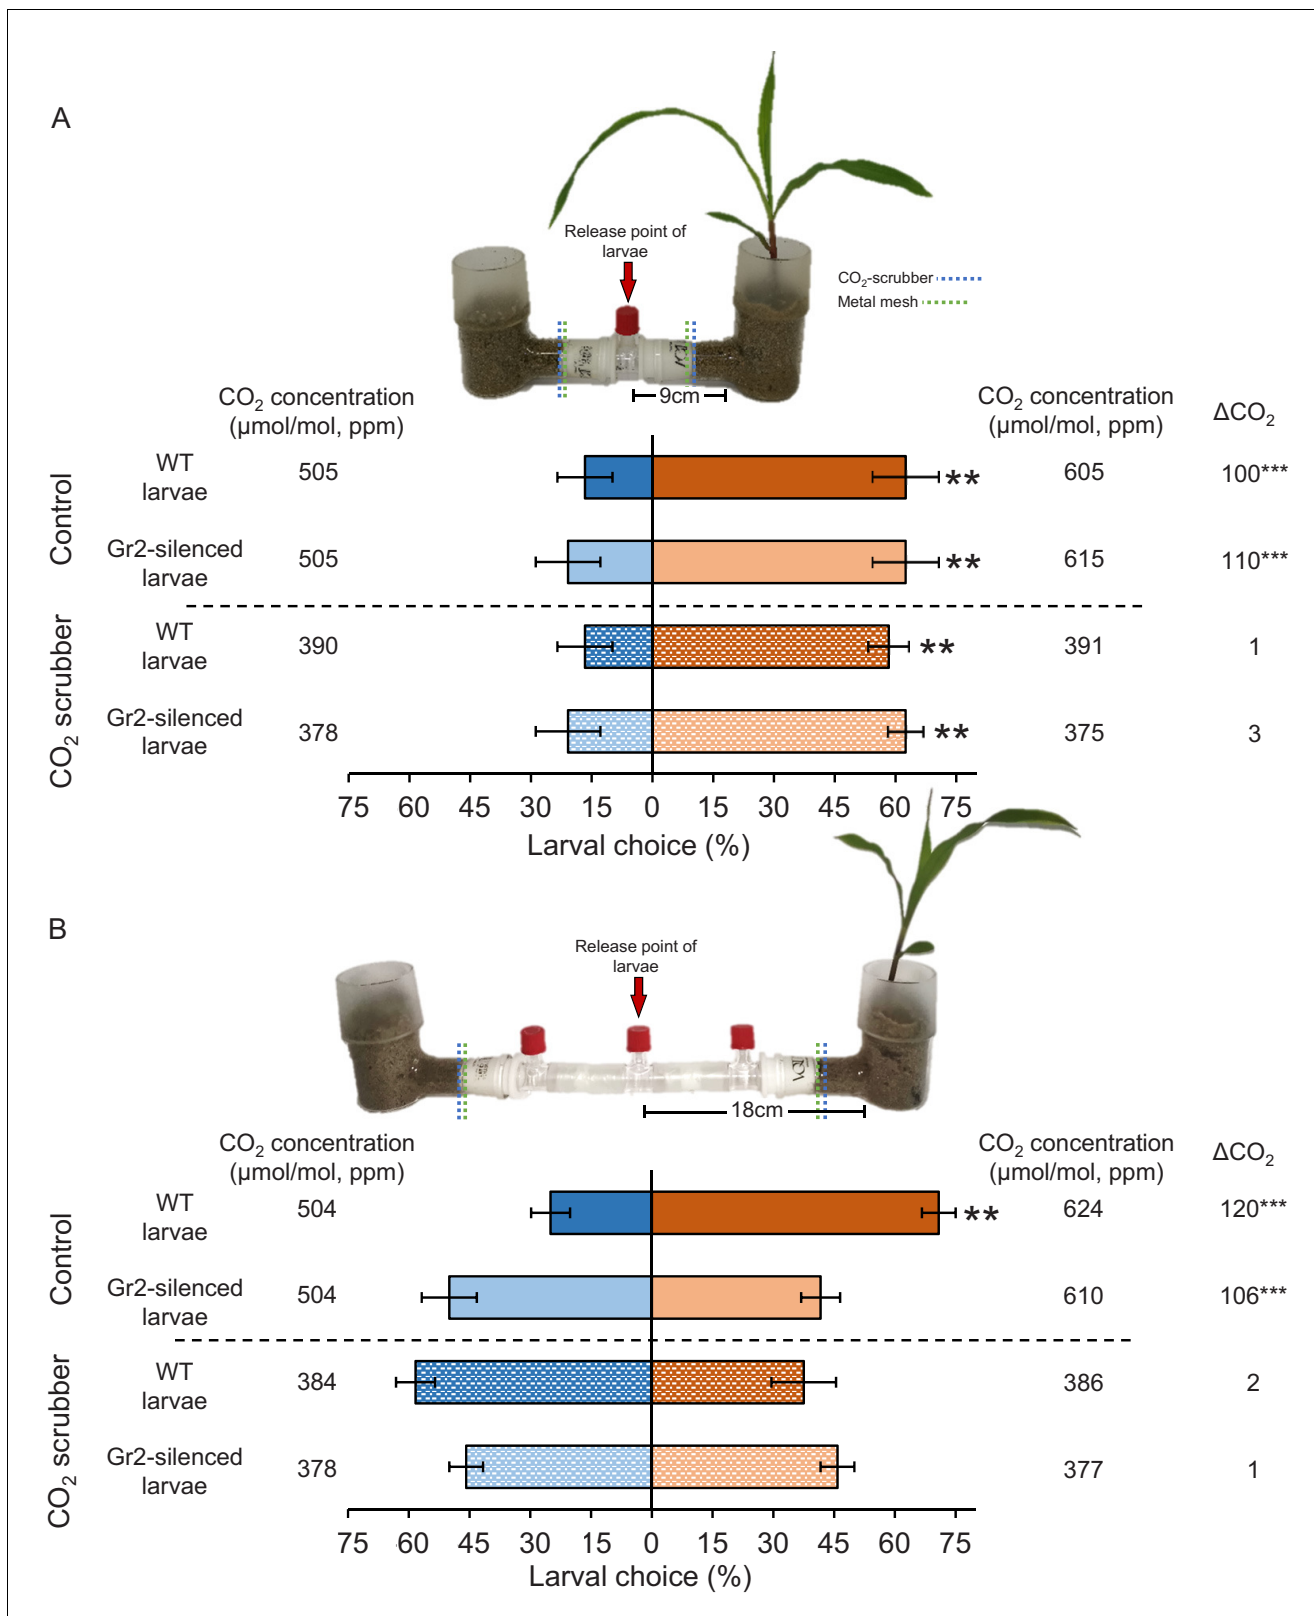 A
Release point of
larvae
CO₂-scrubber
Metal mesh
9cm
CO₂ concentration
(µmol/mol, ppm)
CO₂ concentration
(µmol/mol, ppm)
ΔCO₂
Control
WT
larvae
505
**
605
100***
Gr2-silenced
larvae
505
**
615
110***
CO₂ scrubber
WT
larvae
390
**
391
1
Gr2-silenced
larvae
378
**
375
3
75 60 45 30 15 0 15 30 45 60 75
Larval choice (%)
B
Release point of
larvae
18cm
CO₂ concentration
(µmol/mol, ppm)
CO₂ concentration
(µmol/mol, ppm)
ΔCO₂
Control
WT
larvae
504
**
624
120***
Gr2-silenced
larvae
504
610
106***
CO₂ scrubber
WT
larvae
384
386
2
Gr2-silenced
larvae
378
377
1
75 60 45 30 15 0 15 30 45 60 75
Larval choice (%)